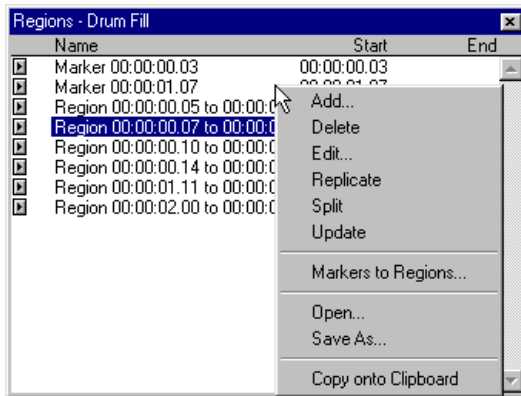 Regions - Drum Fill
Name Start End
Marker 00:00:00.03 00:00:00.03
Marker 00:00:01.07
Region 00:00:00.05 to 00:00:0
Region 00:00:00.07 to 00:00:0
Region 00:00:00.10 to 00:00:0
Region 00:00:00.14 to 00:00:0
Region 00:00:01.11 to 00:00:0
Region 00:00:02.00 to 00:00:0
Add...
Delete
Edit...
Replicate
Split
Update
Markers to Regions...
Open...
Save As...
Copy onto Clipboard